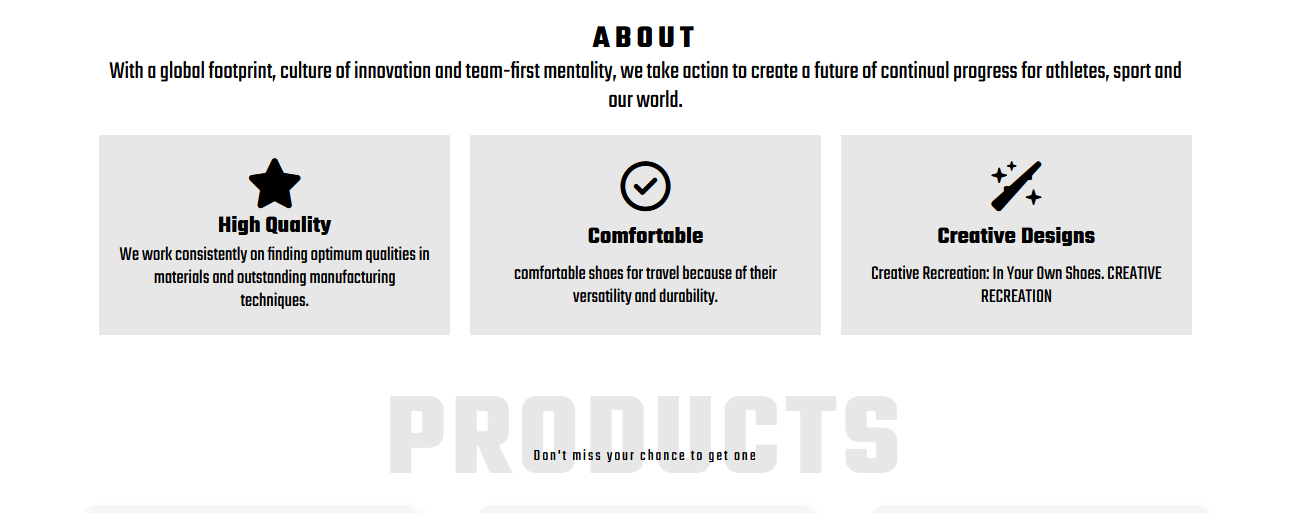 ABOUT
With a global footprint, culture of innovation and team-first mentality, we take action to create a future of continual progress for athletes, sport and
our world.
High Quality
We work consistently on finding optimum qualities in
materials and outstanding manufacturing
techniques.
Comfortable
comfortable shoes for travel because of their
versatility and durability.
Creative Designs
Creative Recreation: In Your Own Shoes. CREATIVE
RECREATION
PRODUCTS
Don't miss your chance to get one